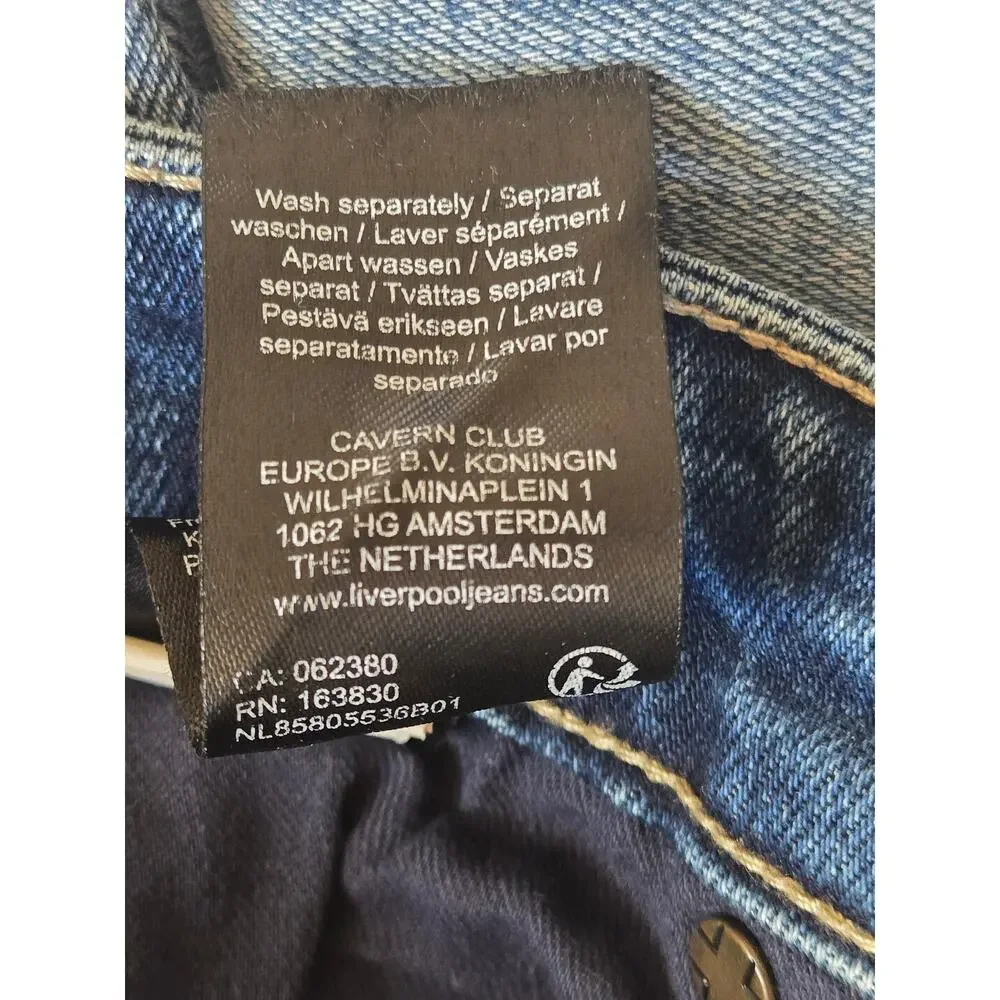 Wash separately / Separat
waschen / Laver séparément /
Apart wassen / Vaskes
separat / Tvättas separat /
Pestävä erikseen / Lavare
separatamente / Lavar por
separado
CAVERN CLUB
EUROPE B.V. KONINGIN
WILHELMINAPLEIN 1
1062 HG AMSTERDAM
THE NETHERLANDS
www.liverpooljeans.com
CA: 062380
RN: 163830
NL85805536B01